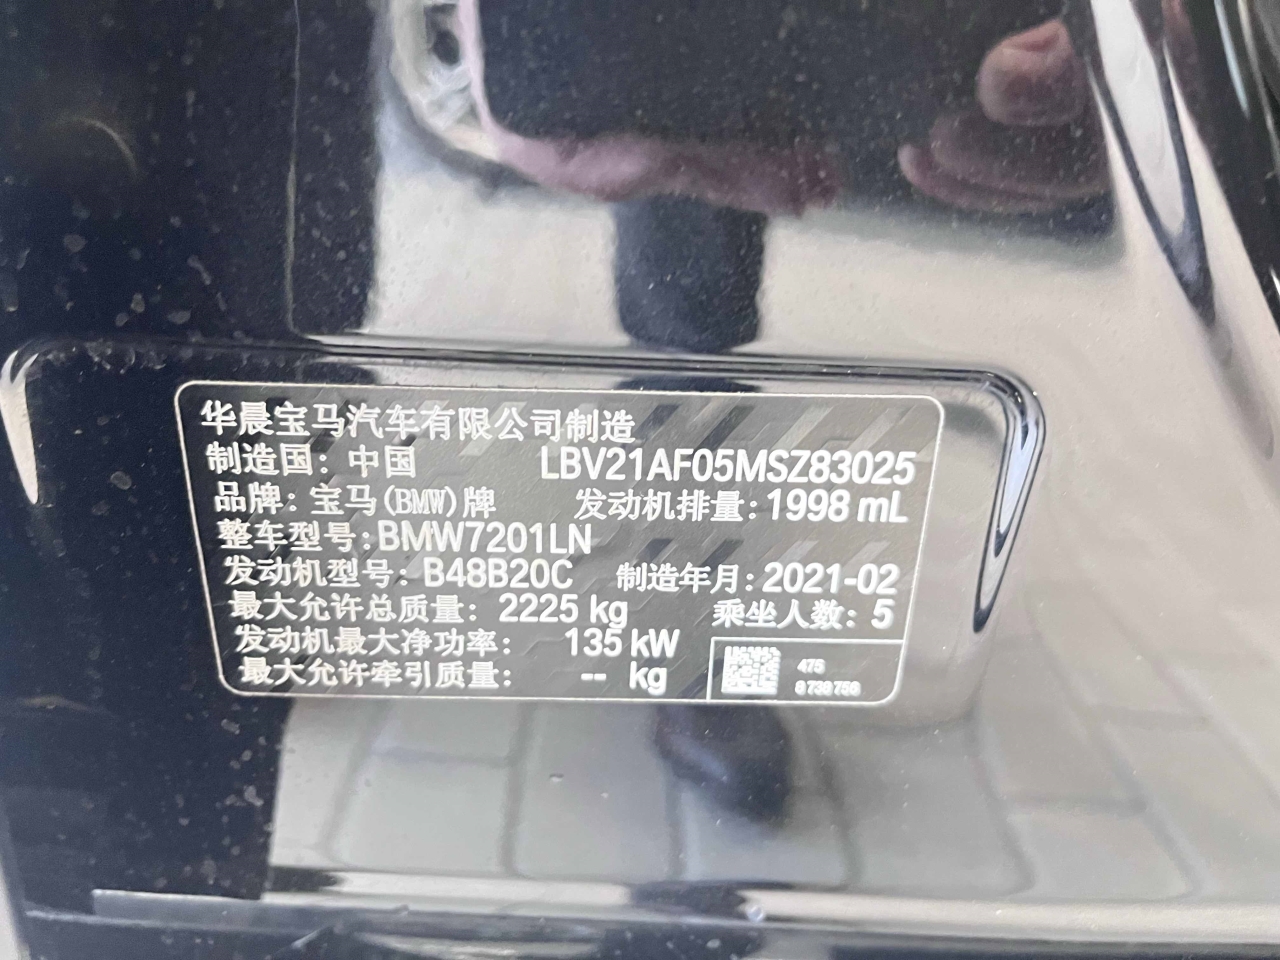 华晨宝马汽车有限公司制造
制造国：中国 LBV21AF05MSZ83025
品牌：宝马(BMW)牌 发动机排量：1998 mL
整车型号：BMW7201LN
发动机型号：B48B20C 制造年月：2021-02
最大允许总质量：2225 kg 乘坐人数：5
发动机最大净功率： 135 kW
最大允许牵引质量： -- kg
475